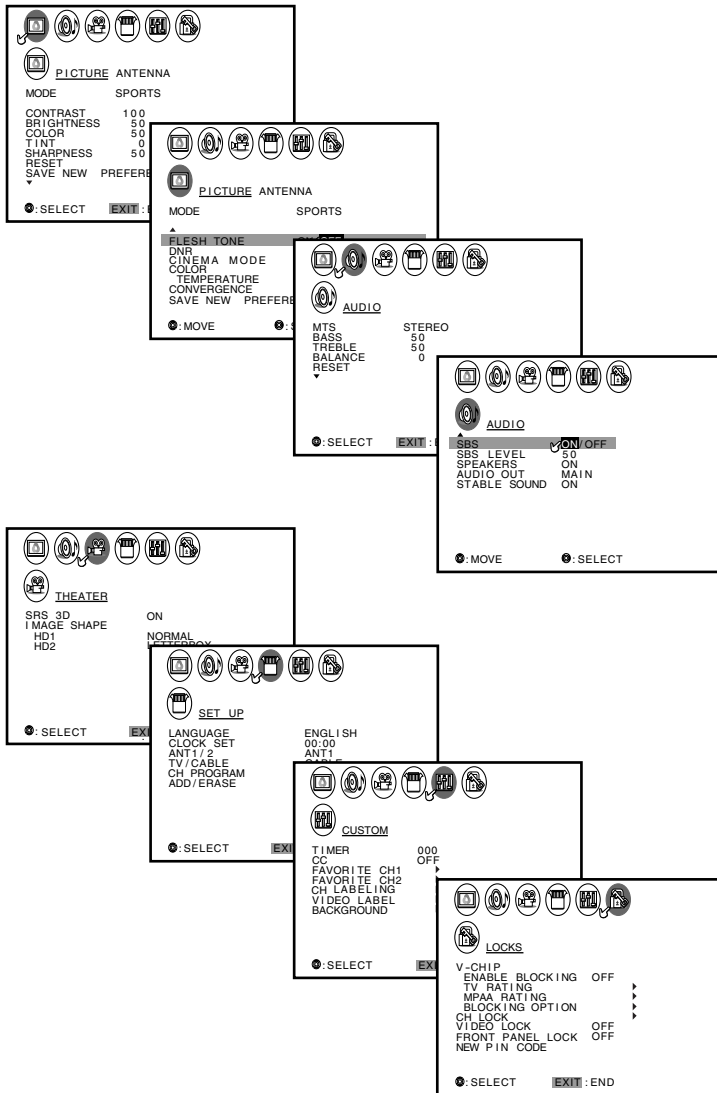 PICTURE ANTENNA
MODE SPORTS
CONTRAST 100
BRIGHTNESS 50
COLOR 50
TINT 0
SHARPNESS 50
RESET
SAVE NEW
:SELECT EXIT :
PICTURE ANTENNA
MODE SPORTS
FLESH TONE
DNR
CINEMA MODE
COLOR
TEMPERATURE
CONVERGENCE
SAVE NEW
:MOVE :
AUDIO
MTS STEREO
BASS 50
TREBLE 50
BALANCE 0
RESET
:SELECT EXIT :
AUDIO
SBS ON/OFF
SBS LEVEL 50
SPEAKERS ON
AUDIO OUT MAIN
STABLE SOUND ON
:MOVE :SELECT
THEATER
SRS 3D ON
IMAGE SHAPE
HD1 NORMAL
HD2
:SELECT
SET UP
LANGUAGE ENGLISH
CLOCK SET 00:00
ANT1/2 ANT1
TV/CABLE
CH PROGRAM
ADD/ERASE
:SELECT
CUSTOM
TIMER 000
CC OFF
FAVORITE CH1
FAVORITE CH2
CH LABELING
VIDEO LABEL
BACKGROUND
:SELECT
LOCKS
V-CHIP
ENABLE BLOCKING OFF
TV RATING
MPAA RATING
BLOCKING OPTION
CH LOCK
VIDEO LOCK OFF
FRONT PANEL LOCK OFF
NEW PIN CODE
:SELECT EXIT :END